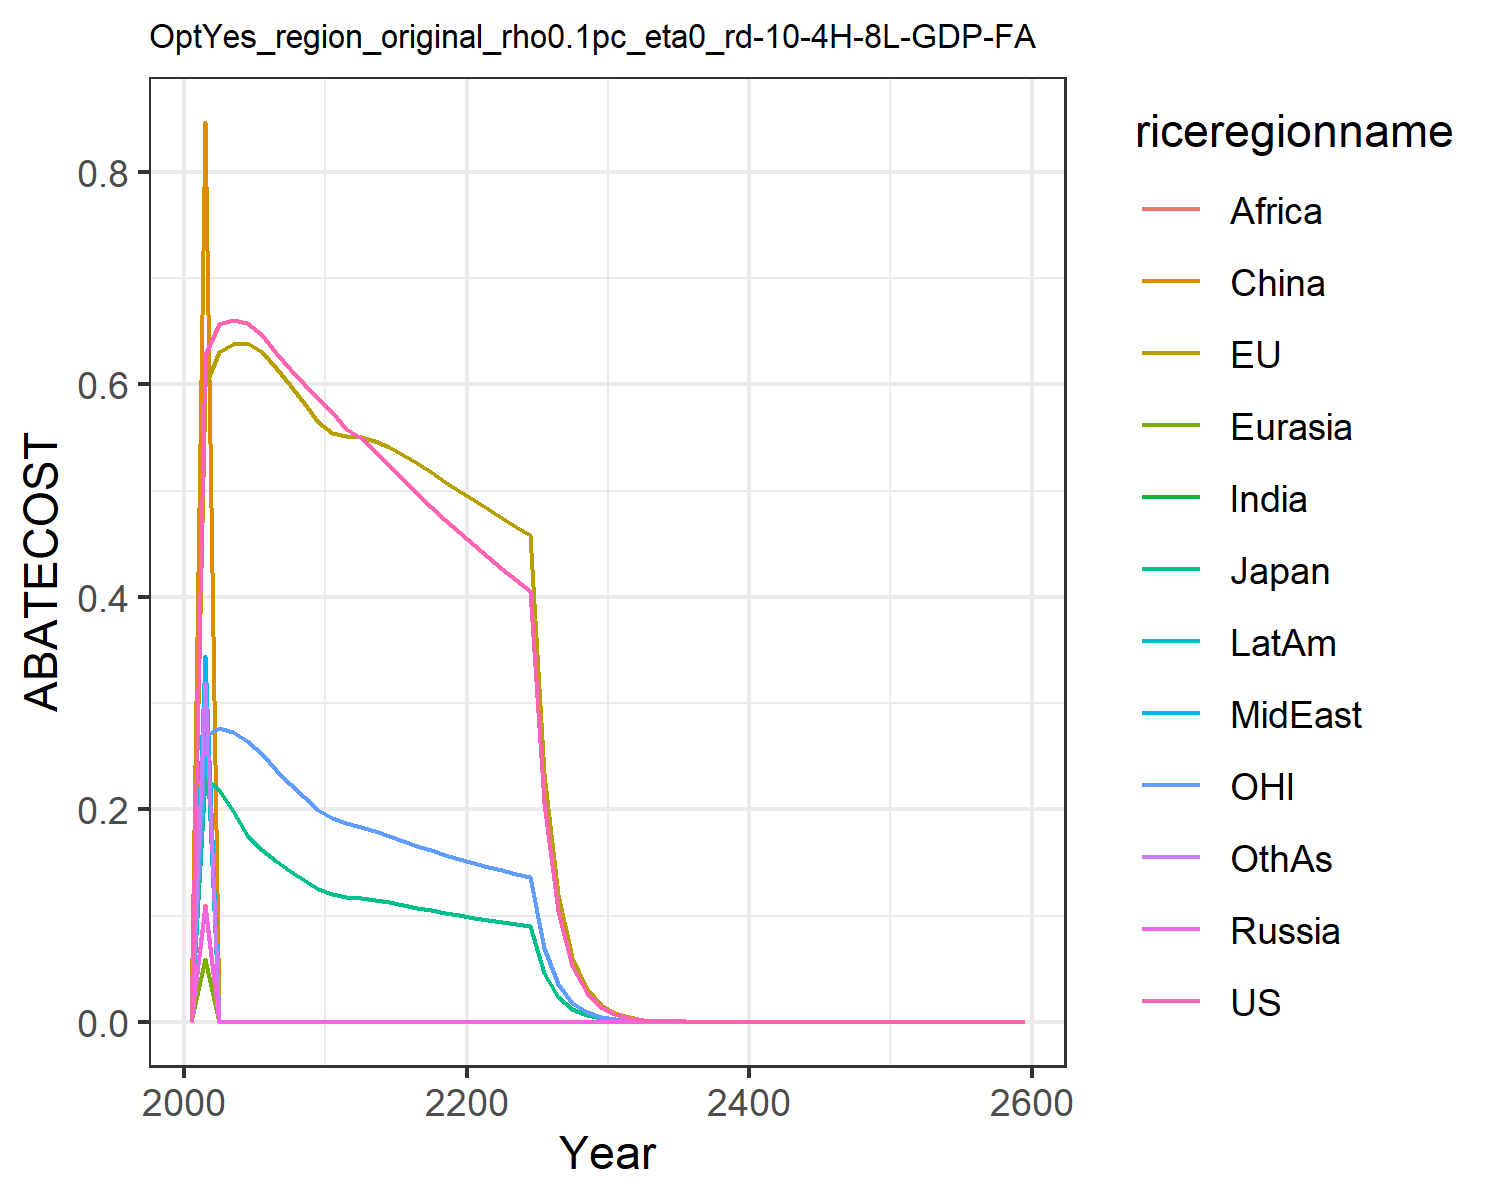 OptYes_region_original_rho0.1pc_eta0_rd-10-4H-8L-GDP-FA
ABATECOST
0.8
0.6
0.4
0.2
0.0
2000
2200
2400
2600
Year
riceregionname
Africa
China
EU
Eurasia
India
Japan
LatAm
MidEast
OHI
OthAs
Russia
US